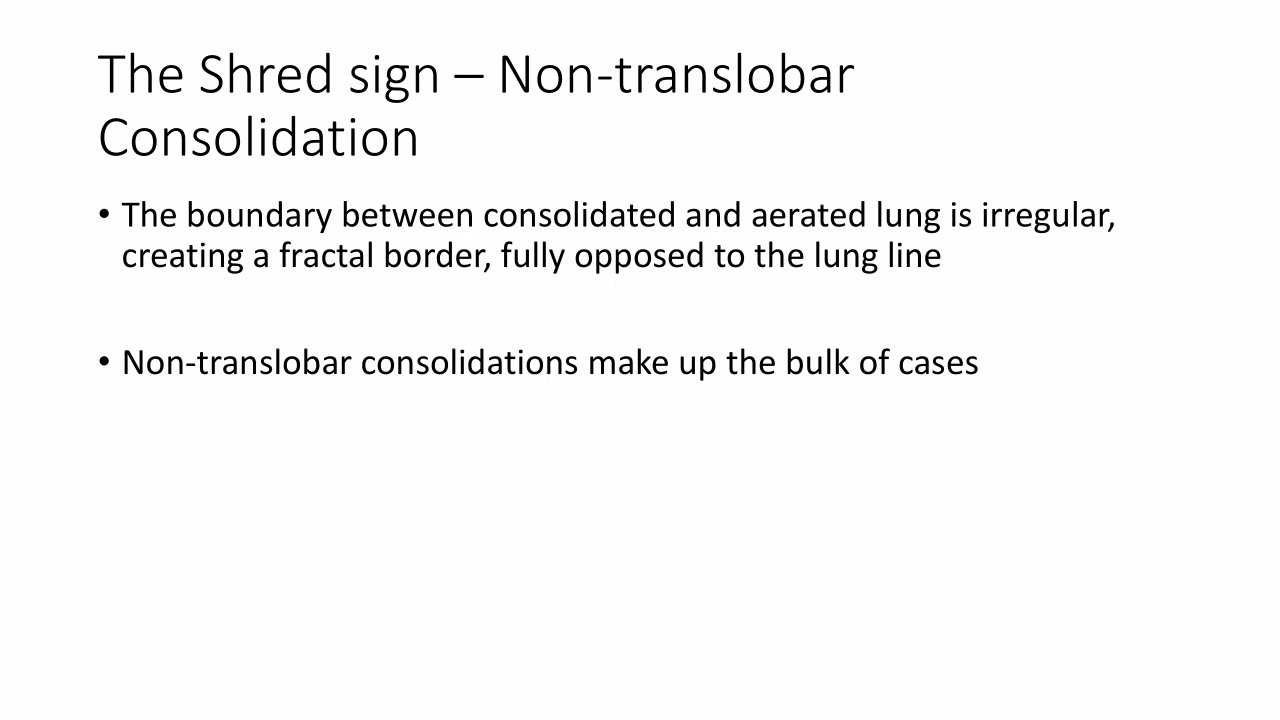 The Shred sign – Non-translobar
Consolidation
• The boundary between consolidated and aerated lung is irregular,
creating a fractal border, fully opposed to the lung line
• Non-translobar consolidations make up the bulk of cases